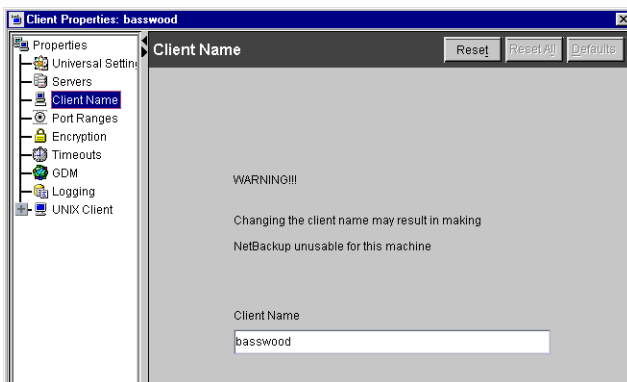 Client Properties: basswood
Properties
Universal Settin
Servers
Client Name
Port Ranges
Encryption
Timeouts
GDM
Logging
UNIX Client
Client Name
Reset
Reset All
Defaults
WARNING!!!
Changing the client name may result in making
NetBackup unusable for this machine
Client Name
basswood